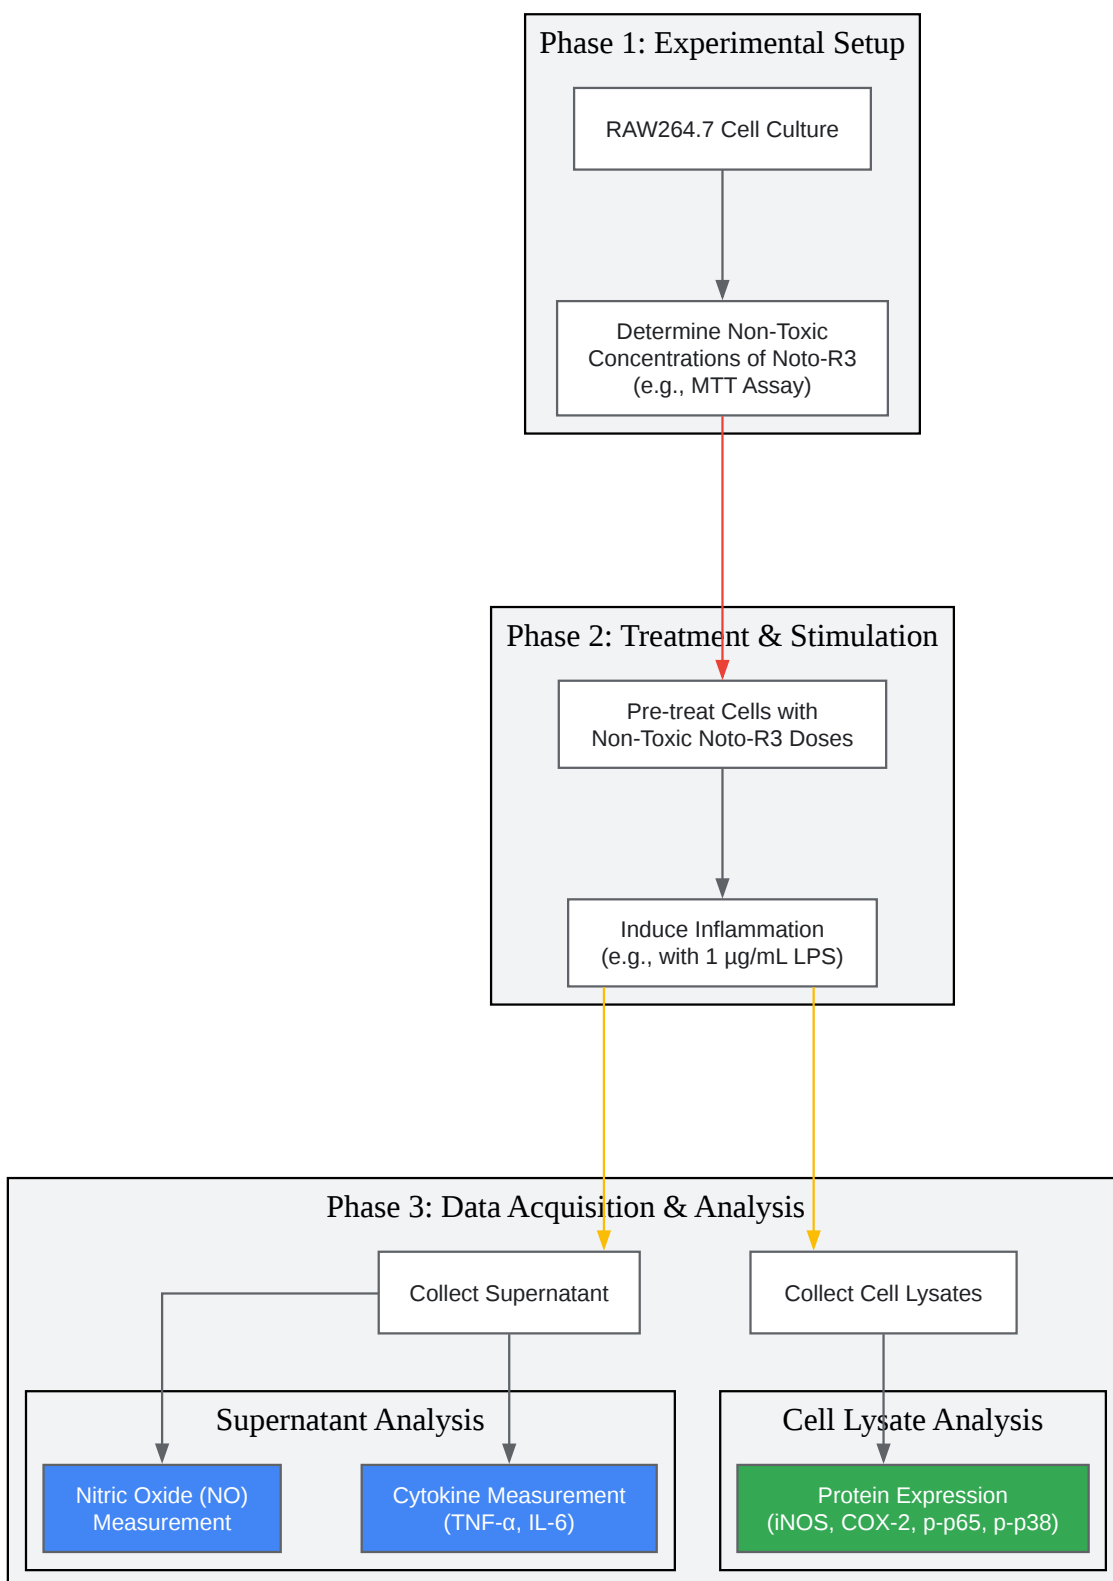 Phase 1: Experimental Setup
RAW264.7 Cell Culture
Determine Non-Toxic
Concentrations of Noto-R3
(e.g., MTT Assay)
Phase 2: Treatment & Stimulation
Pre-treat Cells with
Non-Toxic Noto-R3 Doses
Induce Inflammation
(e.g., with 1 µg/mL LPS)
Phase 3: Data Acquisition & Analysis
Collect Supernatant
Collect Cell Lysates
Supernatant Analysis
Cell Lysate Analysis
Nitric Oxide (NO)
Measurement
Cytokine Measurement
(TNF-α, IL-6)
Protein Expression
(iNOS, COX-2, p-p65, p-p38)